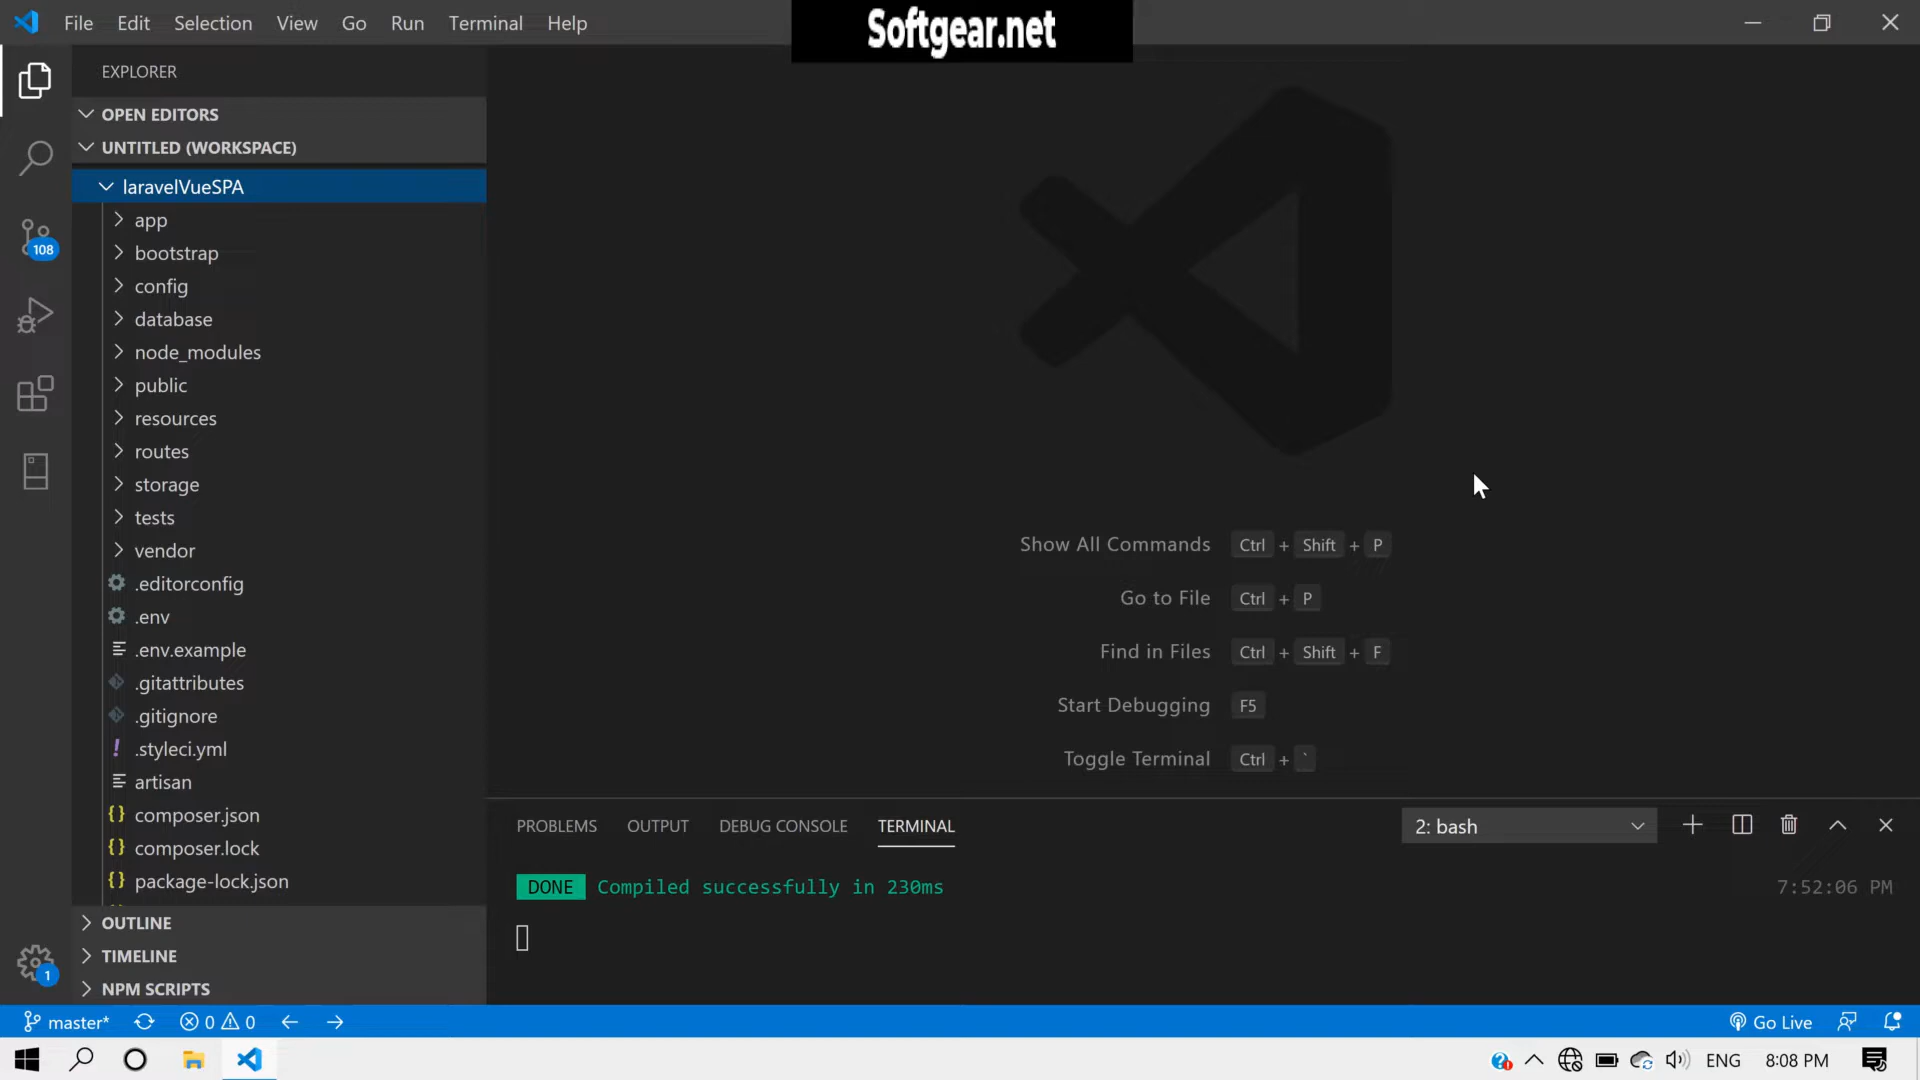 File Edit Selection View Go Run Terminal Help
Softgear.net
EXPLORER
OPEN EDITORS
UNTITLED (WORKSPACE)
laravelVueSPA
app
bootstrap
108
config
database
node_modules
public
resources
routes
storage
tests
vendor
.editorconfig
.env
.env.example
.gitattributes
.gitignore
! .styleci.yml
artisan
{} composer.json
{} composer.lock
{} package-lock.json
OUTLINE
TIMELINE
1
NPM SCRIPTS
Show All Commands Ctrl + Shift + P
Go to File Ctrl + P
Find in Files Ctrl + Shift + F
Start Debugging F5
Toggle Terminal Ctrl + `
PROBLEMS OUTPUT DEBUG CONSOLE TERMINAL 2: bash
DONE Compiled successfully in 230ms 7:52:06 PM
master* 0 0 Go Live
ENG 8:08 PM